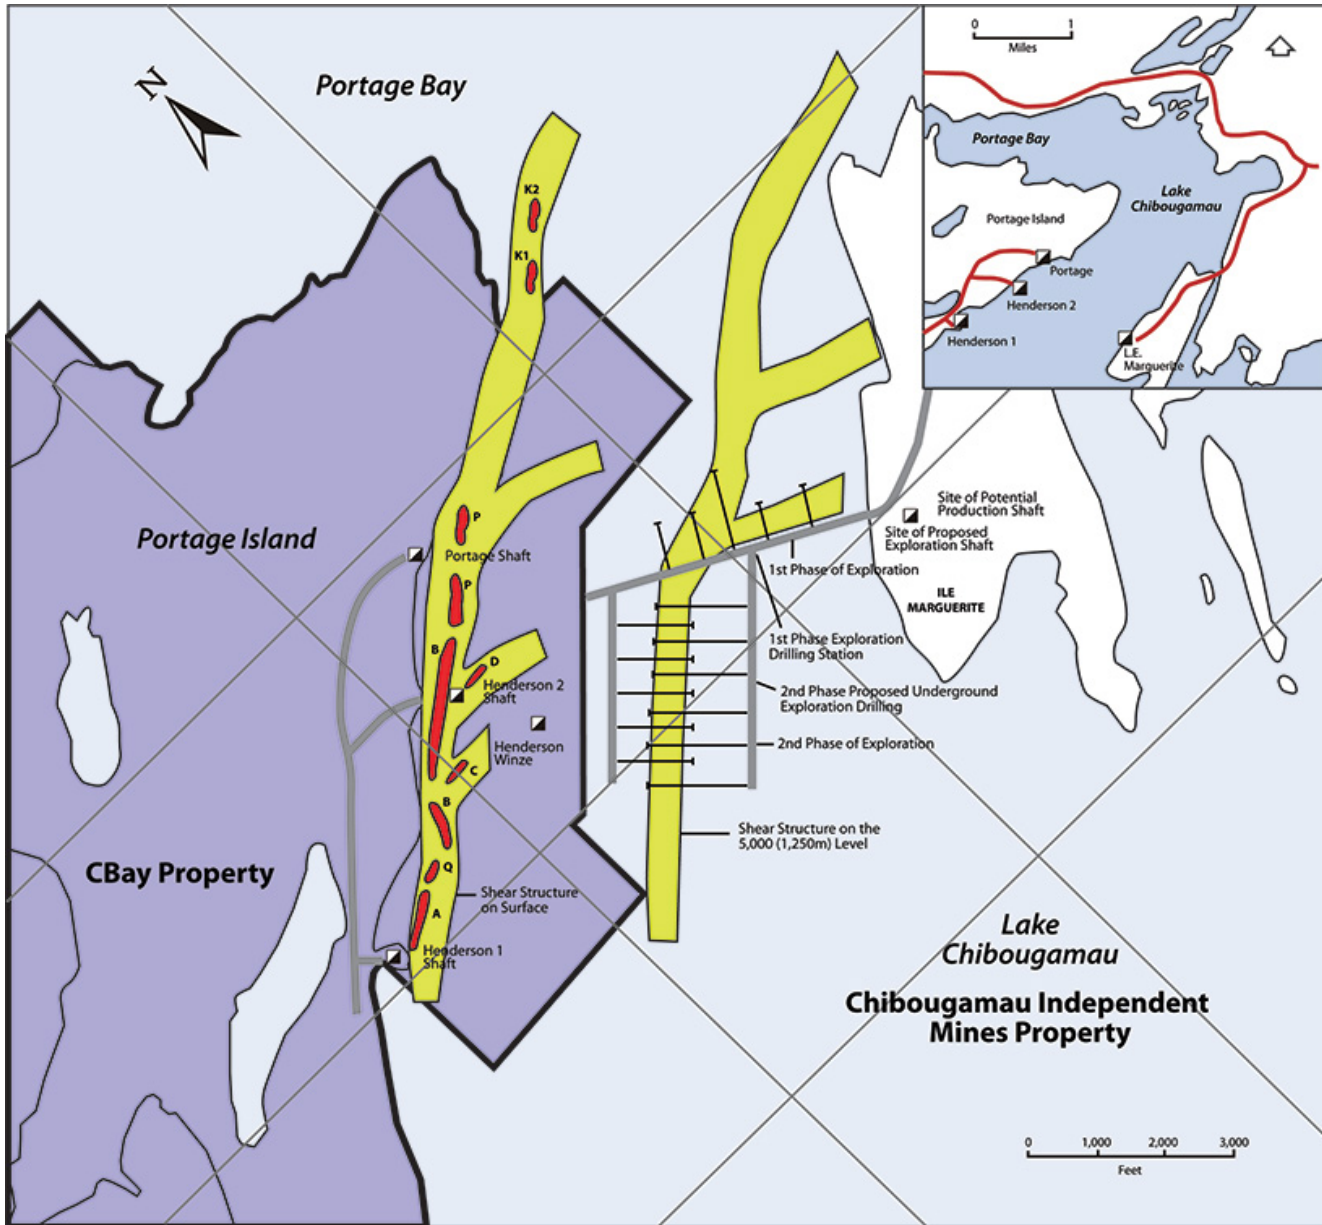 N
Portage Bay
0 1
Miles
Portage Bay
Lake
Chibougamau
Portage Island
Portage
Henderson 2
Henderson 1
L.E.
Marguerite
K2
K1
P
Portage Island
Portage Shaft
P
B
D
Henderson 2
Shaft
Henderson
Winze
C
B
Q
A
CBay Property
Shear Structure
on Surface
Henderson 1
Shaft
Site of Potential
Production Shaft
Site of Proposed
Exploration Shaft
1st Phase of Exploration
ILE
MARGUERITE
1st Phase Exploration
Drilling Station
2nd Phase Proposed Underground
Exploration Drilling
2nd Phase of Exploration
Shear Structure on the
5,000 (1,250m) Level
Lake
Chibougamau
Chibougamau Independent
Mines Property
0 1,000 2,000 3,000
Feet